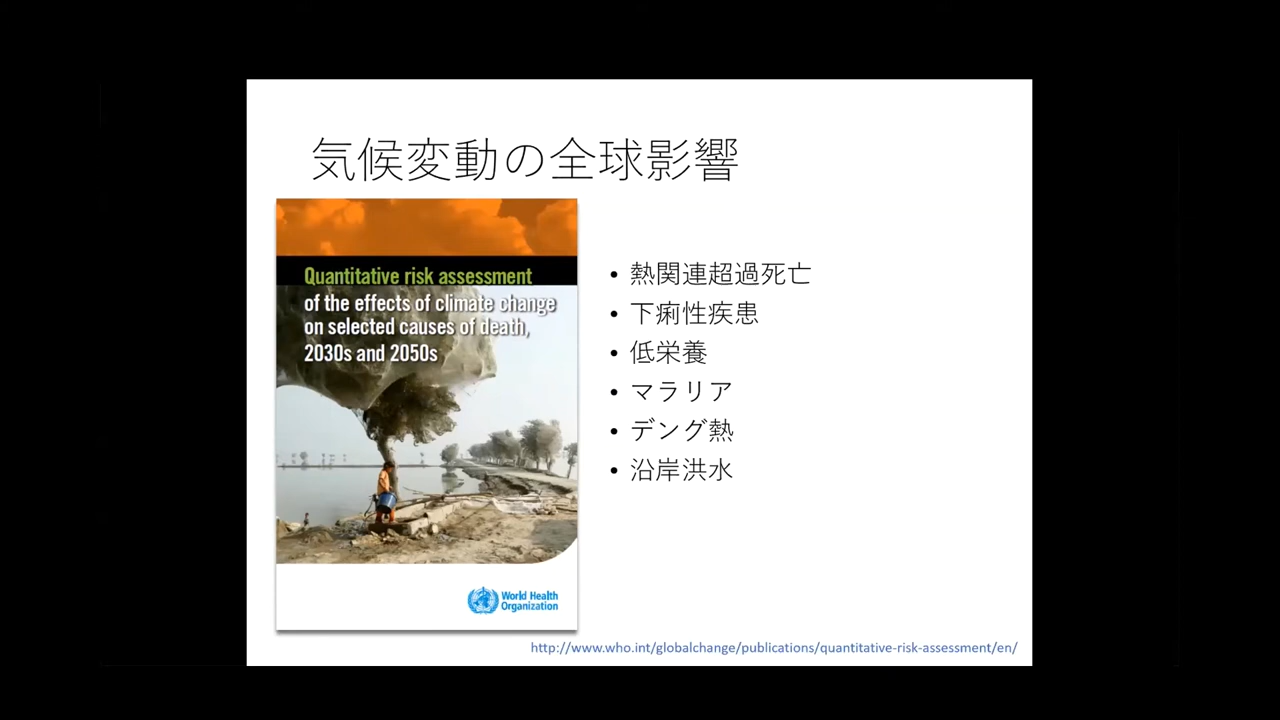 気候変動の全球影響
Quantitative risk assessment
of the effects of climate change
on selected causes of death,
2030s and 2050s
World Health
Organization
• 熱関連超過死亡
• 下痢性疾患
• 低栄養
• マラリア
• デング熱
• 沿岸洪水
http://www.who.int/globalchange/publications/quantitative-risk-assessment/en/